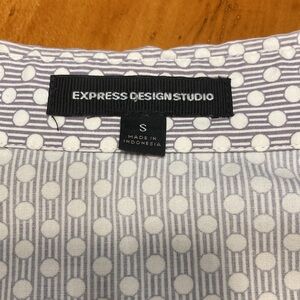 EXPRESS DESIGN STUDIO
S
MADE IN
INDONESIA